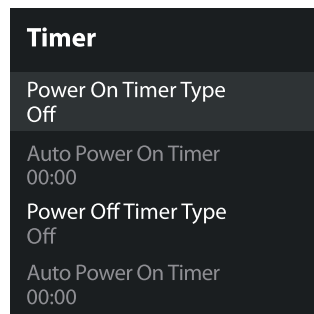 Timer
Power On Timer Type
Off
Auto Power On Timer
00:00
Power Off Timer Type
Off
Auto Power On Timer
00:00